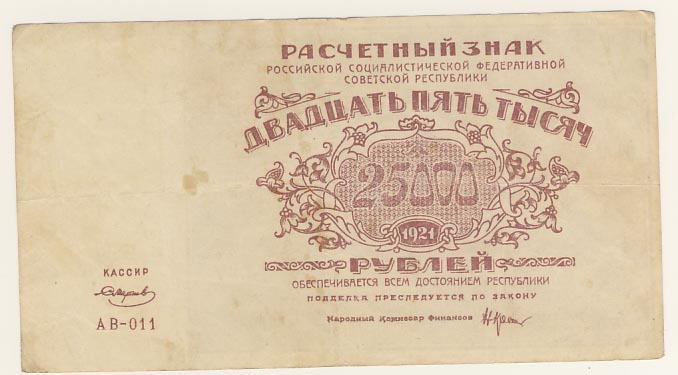 РАСЧЕТНЫЙ ЗНАК
РОССИЙСКОЙ СОЦИАЛИСТИЧЕСКОЙ ФЕДЕРАТИВНОЙ
СОВЕТСКОЙ РЕСПУБЛИКИ
ДВАДЦАТЬ ПЯТЬ ТЫСЯЧ
25000
1921
РУБЛЕЙ
ОБЕСПЕЧИВАЕТСЯ ВСЕМ ДОСТОЯНИЕМ РЕСПУБЛИКИ
ПОДДЕЛКА ПРЕСЛЕДУЕТСЯ ПО ЗАКОНУ
Народный Комиссар Финансов
КАССИР
АВ-011